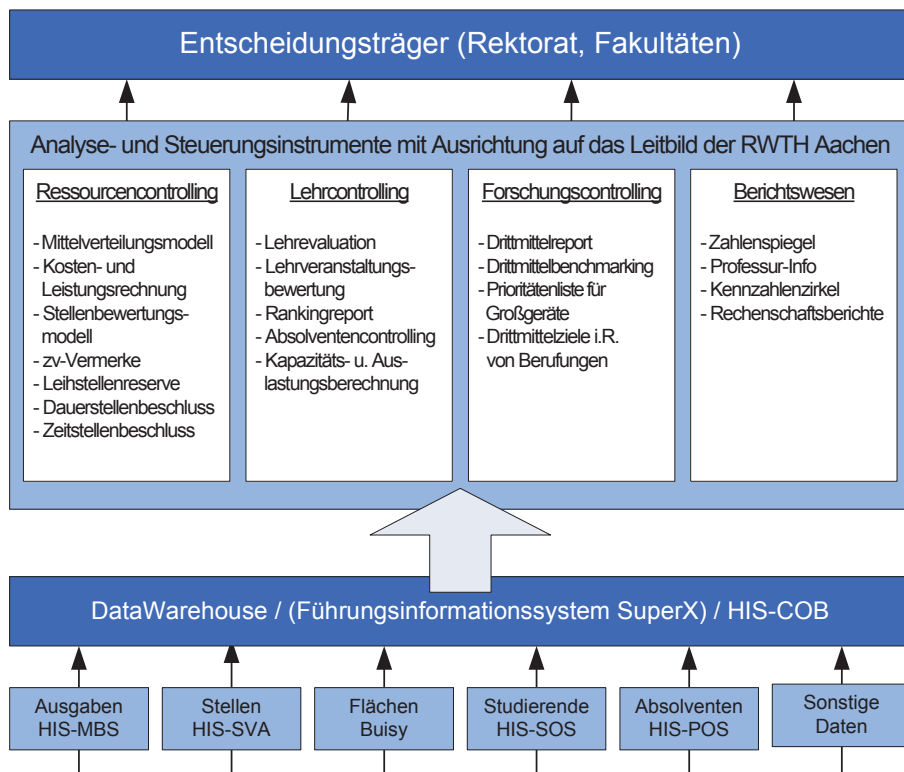 Entscheidungsträger (Rektorat, Fakultäten)
Analyse- und Steuerungsinstrumente mit Ausrichtung auf das Leitbild der RWTH Aachen
Ressourcencontrolling
- Mittelverteilungsmodell
- Kosten- und
Leistungsrechnung
- Stellenbewertungs-
modell
- zv-Vermerke
- Leihstellenreserve
- Dauerstellenbeschluss
- Zeitstellenbeschluss
Lehrcontrolling
- Lehrevaluation
- Lehrveranstaltungs-
bewertung
- Rankingreport
- Absolventencontrolling
- Kapazitäts- u. Aus-
lastungsberechnung
Forschungscontrolling
- Drittmittelreport
- Drittmittelbenchmarking
- Prioritätenliste für
Großgeräte
- Drittmittelziele i.R.
von Berufungen
Berichtswesen
- Zahlenspiegel
- Professur-Info
- Kennzahlenzirkel
- Rechenschaftsberichte
DataWarehouse / (Führungsinformationssystem SuperX) / HIS-COB
Ausgaben
HIS-MBS
Stellen
HIS-SVA
Flächen
Buisy
Studierende
HIS-SOS
Absolventen
HIS-POS
Sonstige
Daten